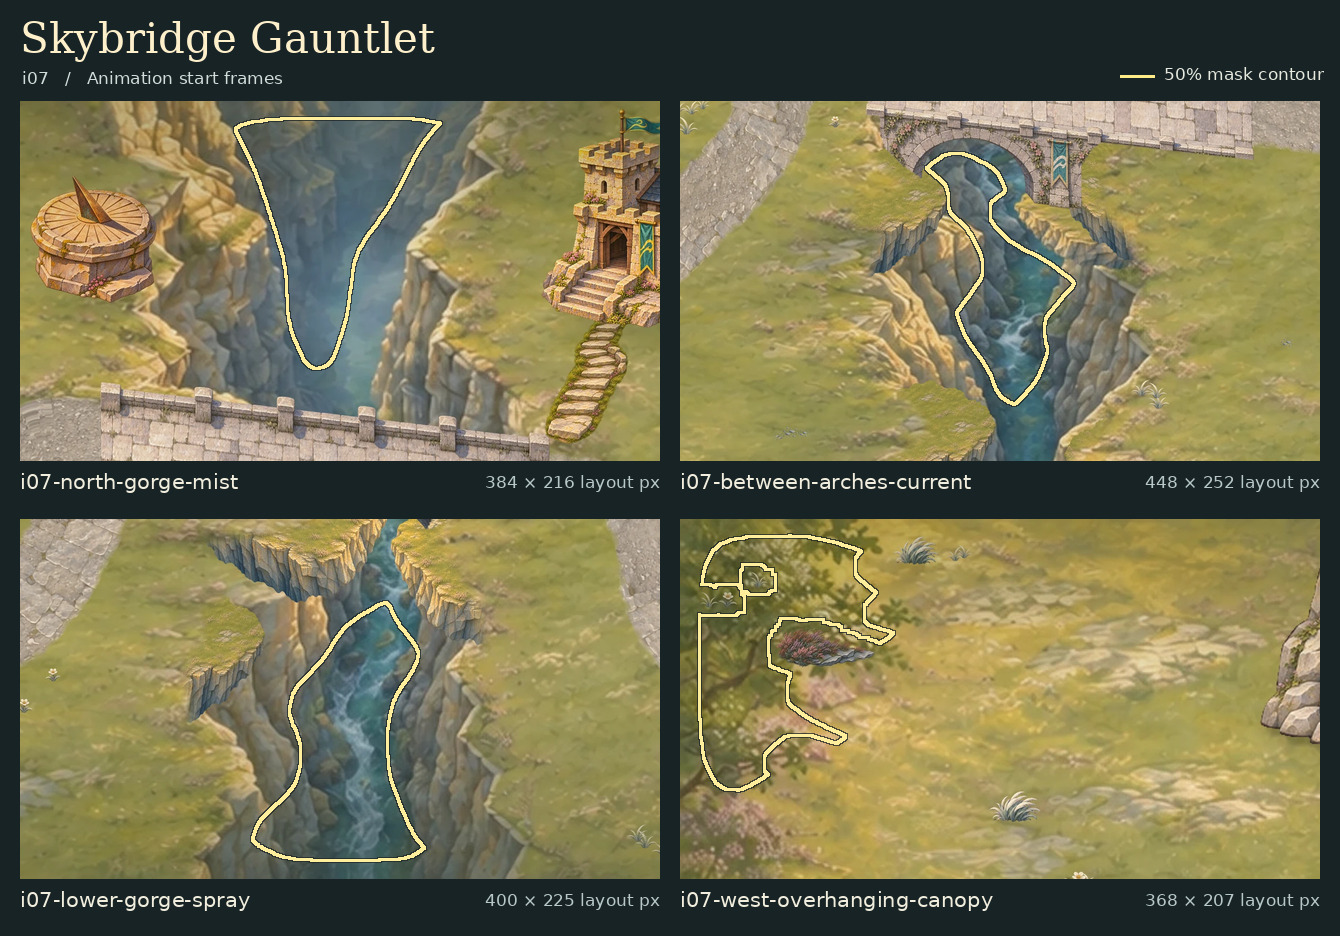 Skybridge Gauntlet
i07 / Animation start frames
50% mask contour
i07-north-gorge-mist
384 × 216 layout px
i07-between-arches-current
448 × 252 layout px
i07-lower-gorge-spray
400 × 225 layout px
i07-west-overhanging-canopy
368 × 207 layout px